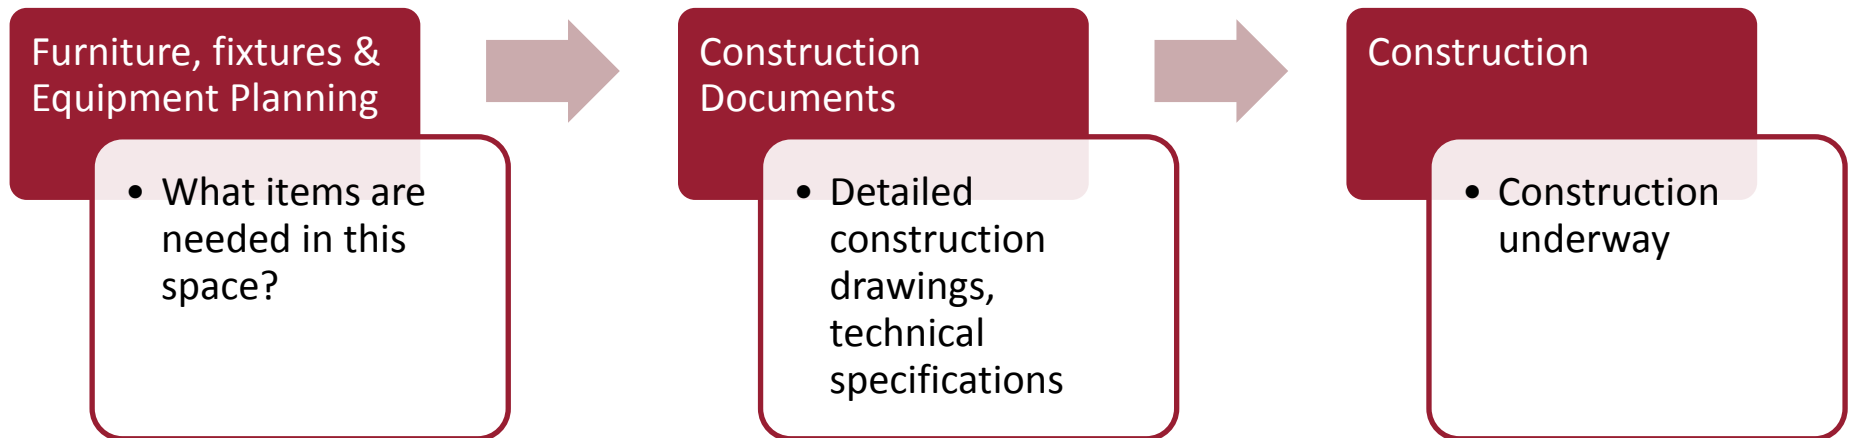 Furniture, fixtures &
Equipment Planning
• What items are
needed in this
space?
Construction
Documents
• Detailed
construction
drawings,
technical
specifications
Construction
• Construction
underway